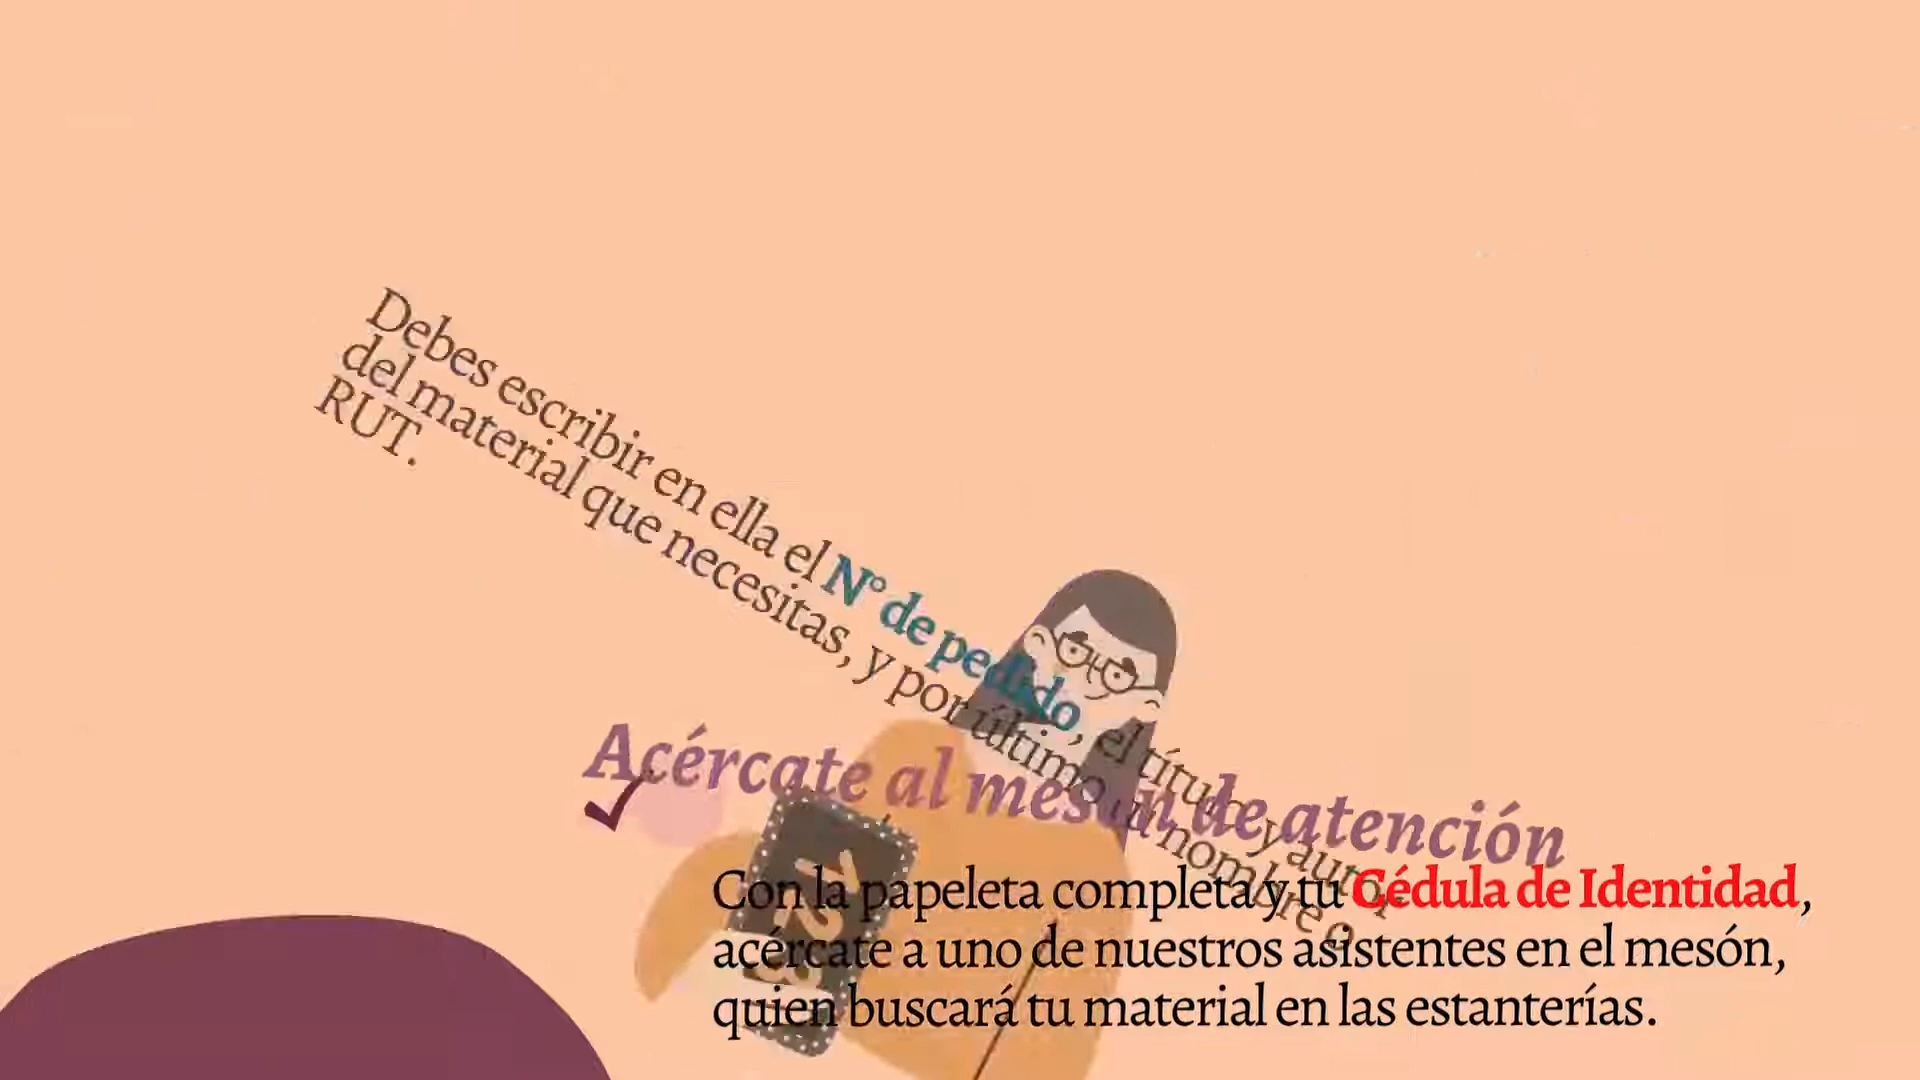 Debes escribir en ella el N° de pedido, el título y autor
del material que necesitas, y por último tu nombre o
RUT.
Acércate al mesón de atención
Con la papeleta completa y tu Cédula de Identidad,
acércate a uno de nuestros asistentes en el mesón,
quien buscará tu material en las estanterías.